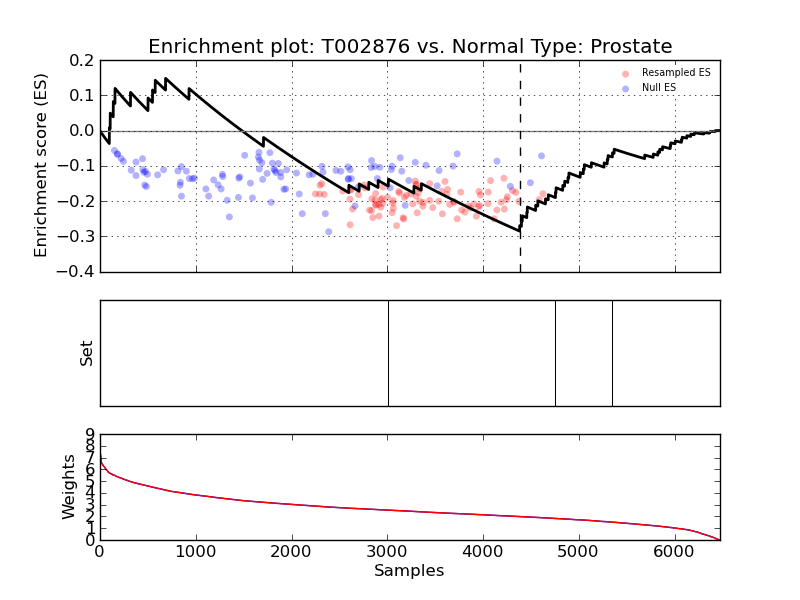 Enrichment plot: T002876 vs. Normal Type: Prostate
Enrichment score (ES)
0.2
0.1
0.0
−0.1
−0.2
−0.3
−0.4
Resampled ES
Null ES
Set
Weights
9
8
7
6
5
4
3
2
1
0
0 1000 2000 3000 4000 5000 6000
Samples